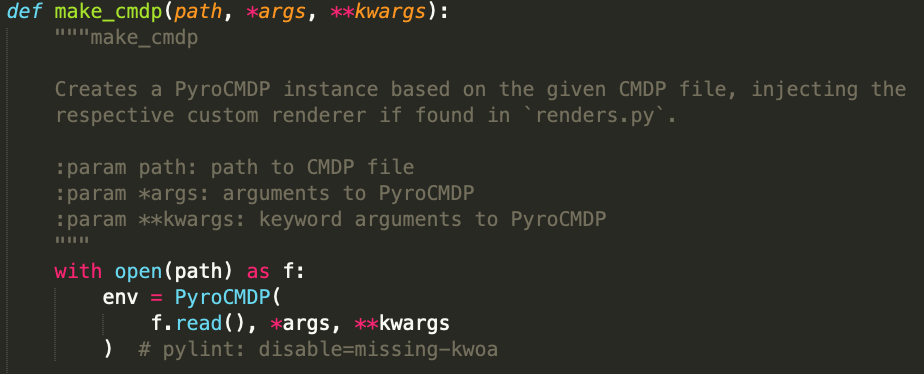 def make_cmdp(path, *args, **kwargs):
    """make_cmdp

    Creates a PyroCMDP instance based on the given CMDP file, injecting the
    respective custom renderer if found in `renders.py`.

    :param path: path to CMDP file
    :param *args: arguments to PyroCMDP
    :param **kwargs: keyword arguments to PyroCMDP
    """
    with open(path) as f:
        env = PyroCMDP(
            f.read(), *args, **kwargs
        )  # pylint: disable=missing-kwoa